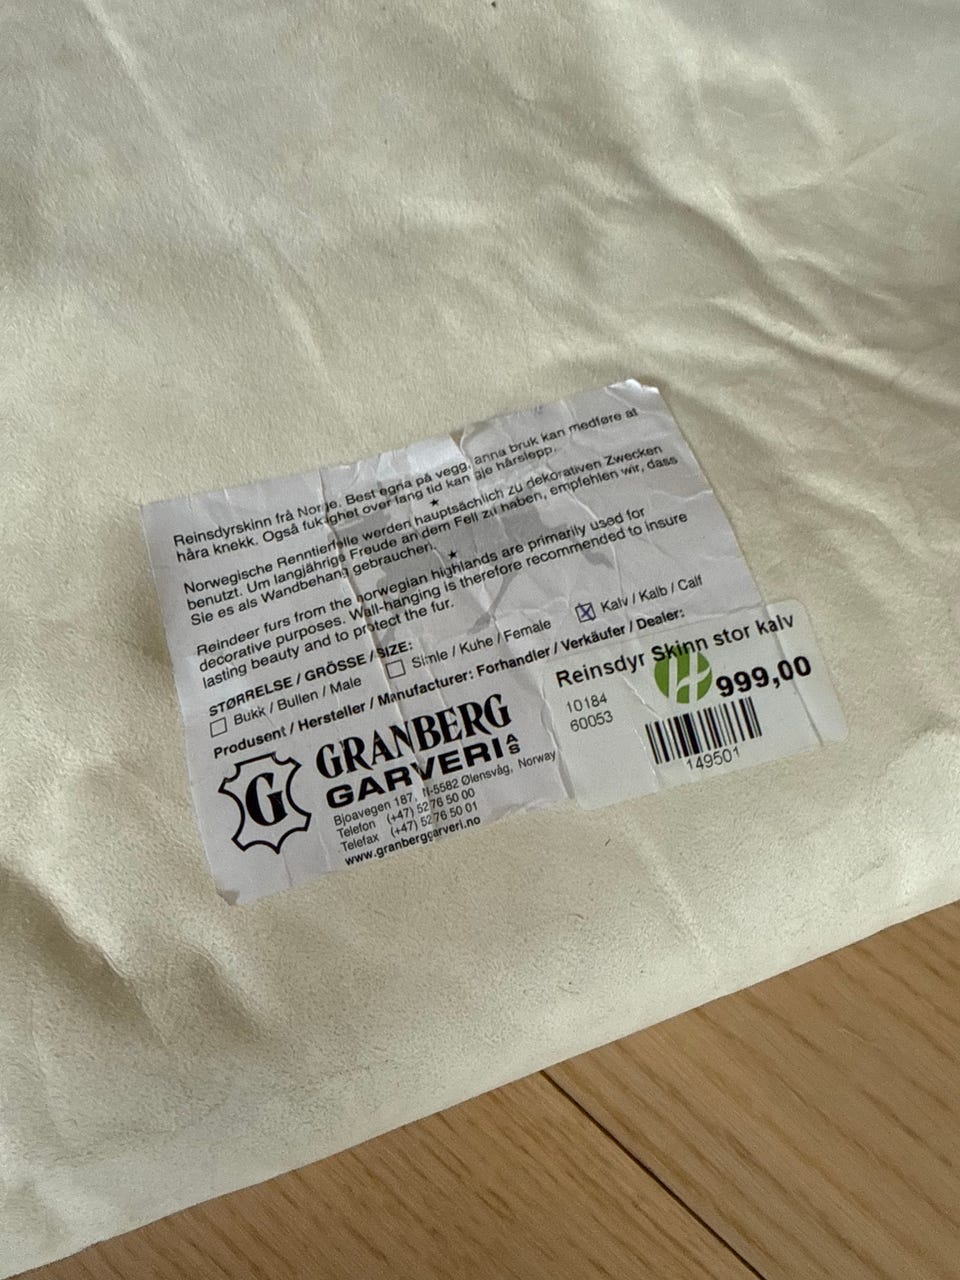 Reinsdyrskinn frå Norge. Best egna på vegg, anna bruk kan medføre at
håra knekk. Også fuktighet over lang tid kan gje hårslepp.
Norwegische Renntierfelle werden hauptsächlich zu dekorativen Zwecken
benutzt. Um langjährige Freude an dem Fell zu haben, empfehlen wir, dass
Sie es als Wandbehang gebrauchen.
Reindeer furs from the norwegian highlands are primarily used for
decorative purposes. Wall-hanging is therefore recommended to insure
lasting beauty and to protect the fur.
STØRRELSE / GRÖSSE / SIZE:
Bukk / Bullen / Male
Simle / Kuhe / Female
Kalv / Kalb / Calf
Produsent / Hersteller / Manufacturer: Forhandler / Verkäufer / Dealer:
G
GRANBERG
GARVERI AS
Bjoavegen 187, N-5582 Ølensvåg, Norway
Telefon (+47) 52 76 50 00
Telefax (+47) 52 76 50 01
www.granberggarveri.no
Reinsdyr Skinn stor kalv
10184
60053
H
999,00
149501